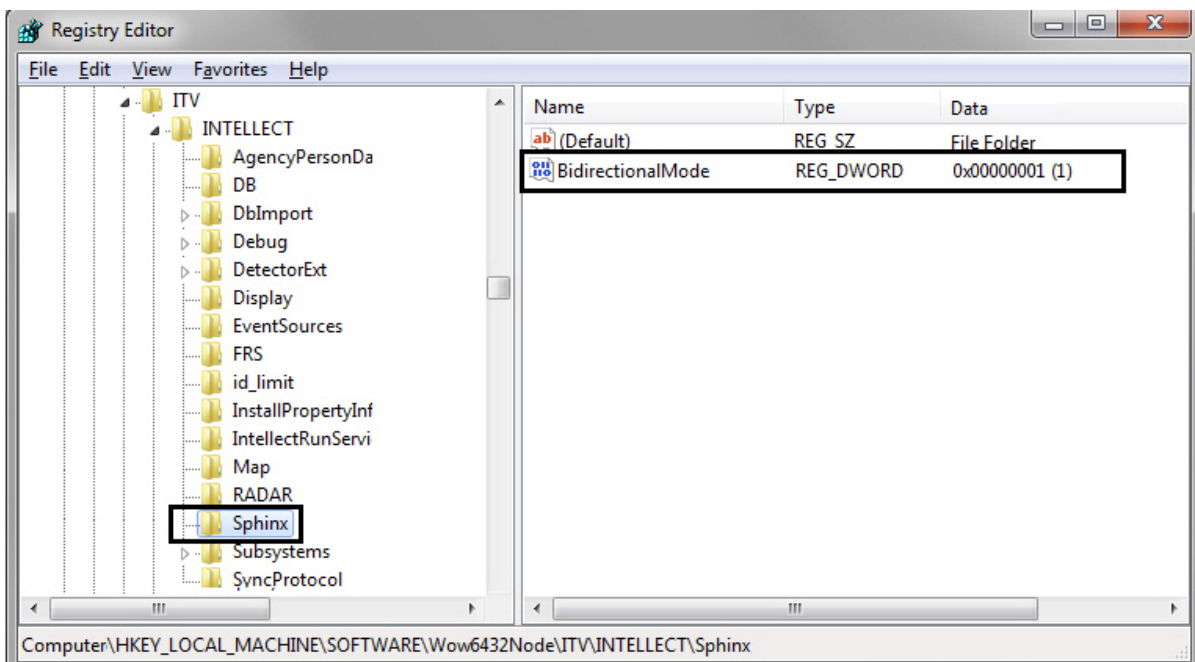 Registry Editor
File Edit View Favorites Help
ITV
INTELLECT
AgencyPersonDa
DB
DbImport
Debug
DetectorExt
Display
EventSources
FRS
id_limit
InstallPropertyInf
IntellectRunServi
Map
RADAR
Sphinx
Subsystems
SyncProtocol
Name Type Data
(Default) REG_SZ File Folder
BidirectionalMode REG_DWORD 0x00000001 (1)
Computer\HKEY_LOCAL_MACHINE\SOFTWARE\Wow6432Node\ITV\INTELLECT\Sphinx